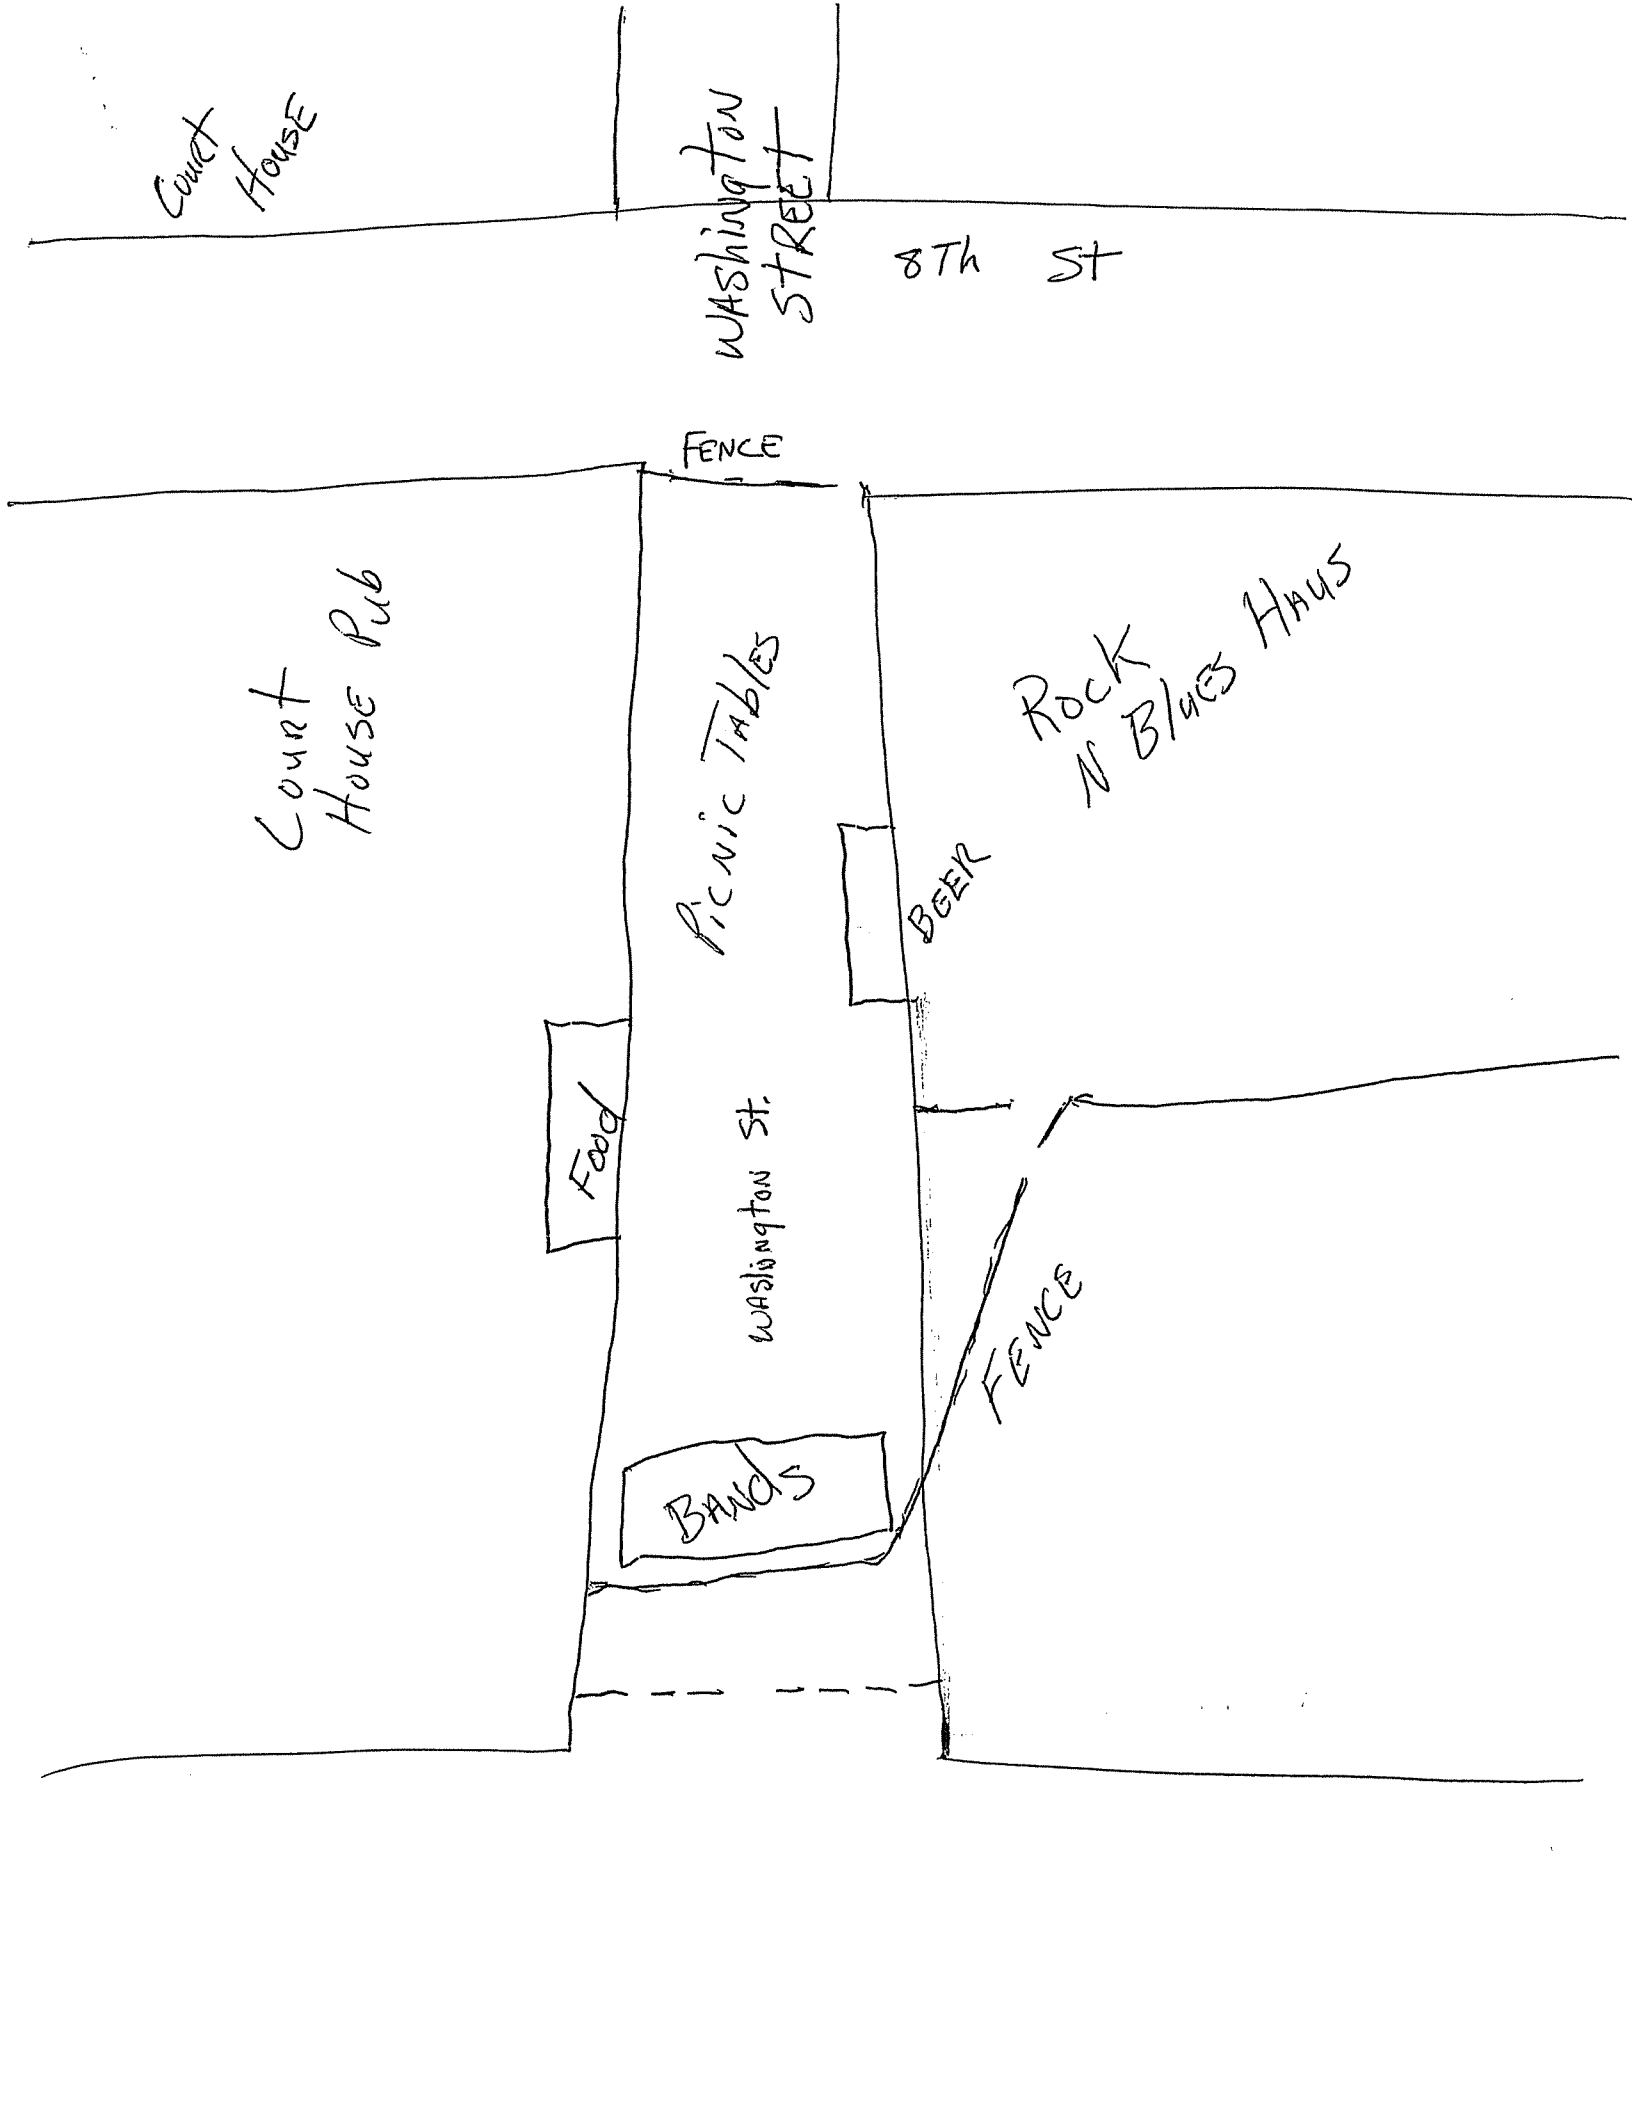 Court
House
Washington
Street
8Th St
FENCE
Court
House Pub
Picnic Tables
Rock
N Blues Haus
BEER
Food
Washington St.
FENCE
BANds